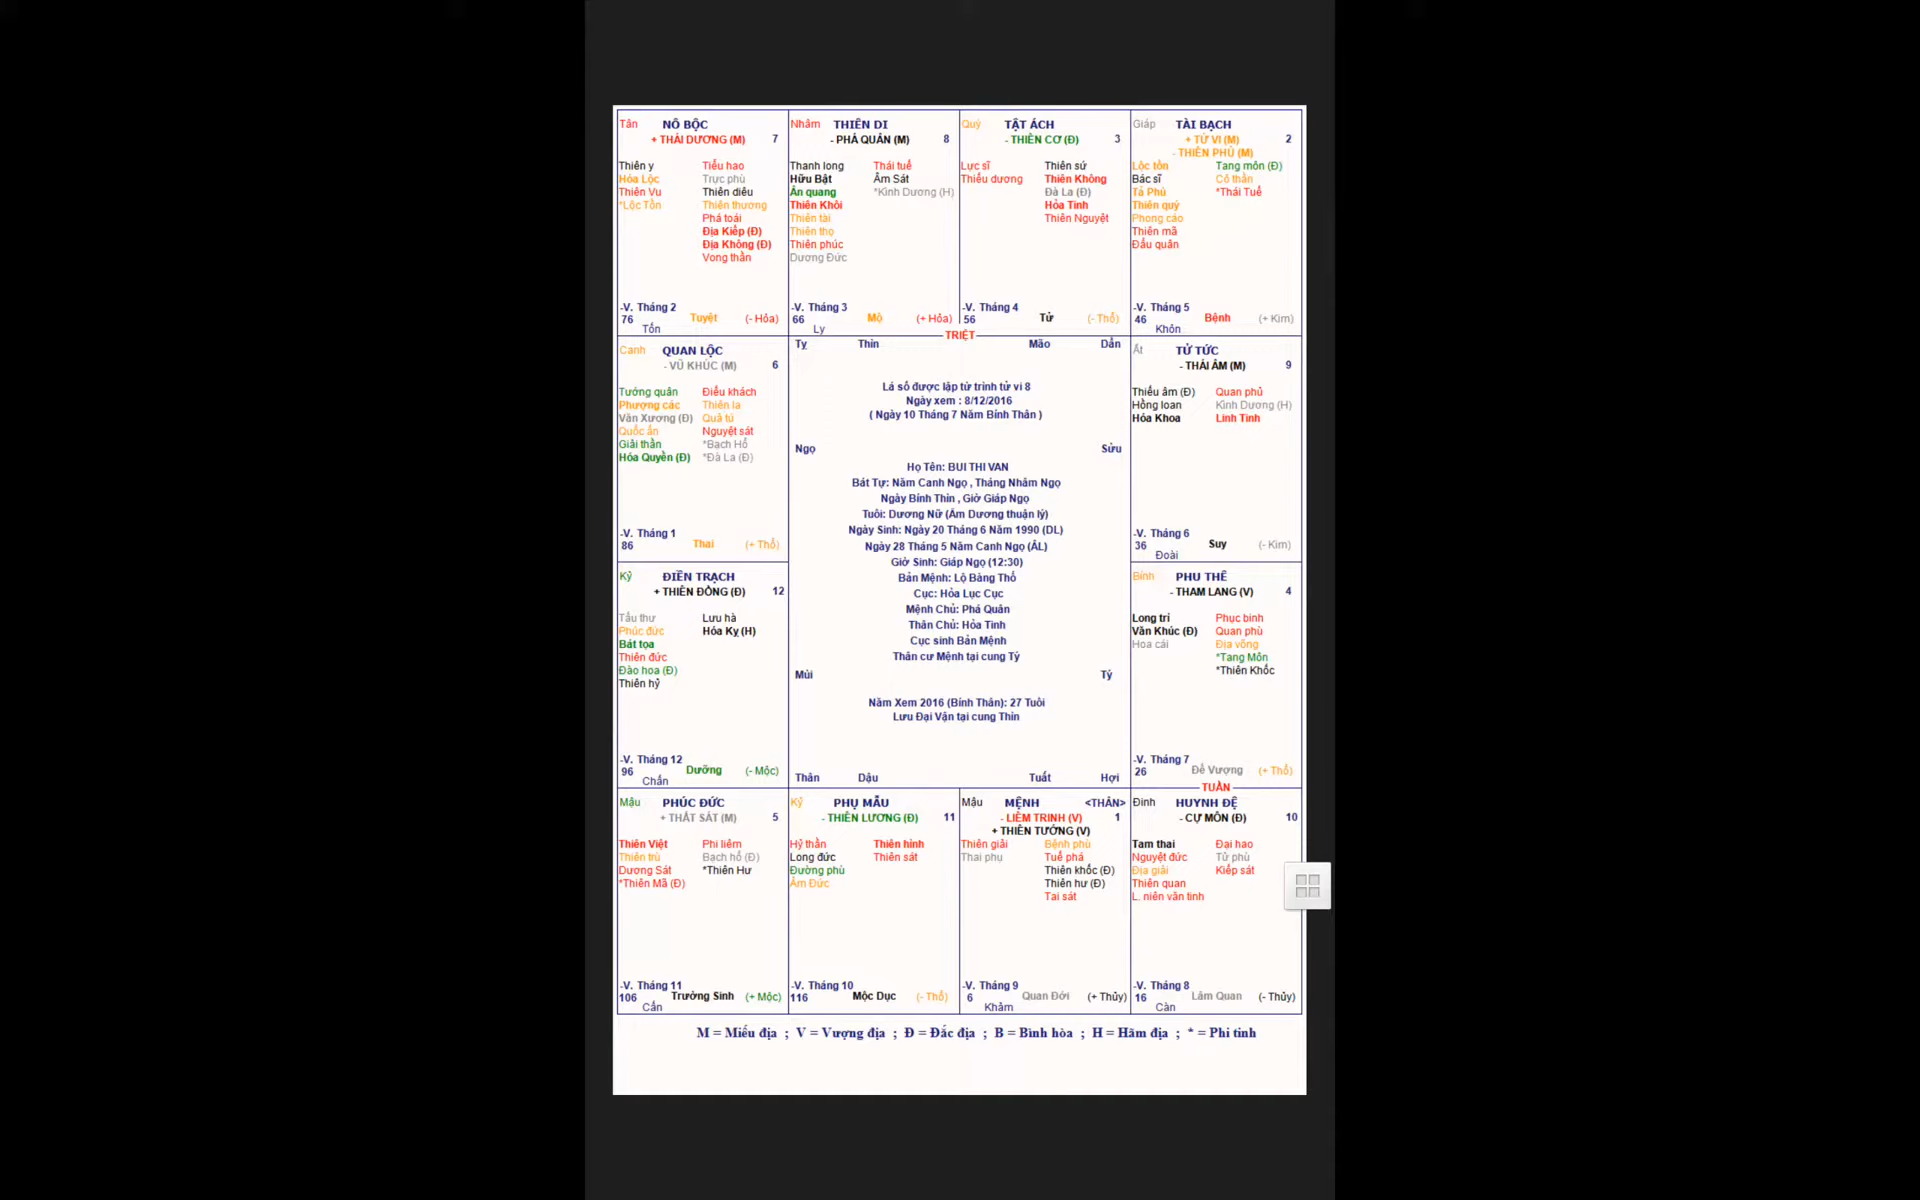 Tân NÔ BỘC
+ THÁI DƯƠNG (M) 7
Thiên y Tiểu hao
Hóa Lộc Trực phù
Thiên Vu Thiên diêu
*Lộc Tồn Thiên thương
Phá toái
Địa Kiếp (Đ)
Địa Không (Đ)
Vong thần
-V. Tháng 2
76 Tuyệt (- Hỏa)
Tốn
Nhâm THIÊN DI
- PHÁ QUÂN (M) 8
Thanh long Thái tuế
Hữu Bật Âm Sát
Ân quang *Kình Dương (H)
Thiên Khôi
Thiên tài
Thiên thọ
Thiên phúc
Dương Đức
-V. Tháng 3
66 Mộ (+ Hỏa)
Ly
Quý TẬT ÁCH
- THIÊN CƠ (Đ) 3
Lực sĩ Thiên sứ
Thiếu dương Thiên Không
Đà La (Đ)
Hỏa Tinh
Thiên Nguyệt
-V. Tháng 4
56 Tử (- Thổ)
Giáp TÀI BẠCH
+ TỬ VI (M) 2
- THIÊN PHỦ (M)
Lộc tồn Tang môn (Đ)
Bác sĩ Cô thần
Tả Phù *Thái Tuế
Thiên quý
Phong cáo
Thiên mã
Đẩu quân
-V. Tháng 5
46 Bệnh (+ Kim)
Khôn
TRIỆT
Canh QUAN LỘC
- VŨ KHÚC (M) 6
Tướng quân Điếu khách
Phượng các Thiên la
Văn Xương (Đ) Quả tú
Quốc ấn Nguyệt sát
Giải thần *Bạch Hổ
Hóa Quyền (Đ) *Đà La (Đ)
-V. Tháng 1
86 Thai (+ Thổ)
Tỵ Thìn Mão Dần
Lá số được lập từ trình tử vi 8
Ngày xem : 8/12/2016
( Ngày 10 Tháng 7 Năm Bính Thân )
Ngọ Sửu
Họ Tên: BUI THI VAN
Bát Tự: Năm Canh Ngọ , Tháng Nhâm Ngọ
Ngày Bính Thìn , Giờ Giáp Ngọ
Tuổi: Dương Nữ (Âm Dương thuận lý)
Ngày Sinh: Ngày 20 Tháng 6 Năm 1990 (DL)
Ngày 28 Tháng 5 Năm Canh Ngọ (ÂL)
Giờ Sinh: Giáp Ngọ (12:30)
Bản Mệnh: Lộ Bàng Thổ
Cục: Hỏa Lục Cục
Mệnh Chủ: Phá Quân
Thân Chủ: Hỏa Tinh
Cục sinh Bản Mệnh
Thân cư Mệnh tại cung Tý
Mùi Tý
Năm Xem 2016 (Bính Thân): 27 Tuổi
Lưu Đại Vận tại cung Thìn
Thân Dậu Tuất Hợi
Ất TỬ TỨC
- THÁI ÂM (M) 9
Thiếu âm (Đ) Quan phủ
Hồng loan Kình Dương (H)
Hóa Khoa Linh Tinh
-V. Tháng 6
36 Suy (- Kim)
Đoài
Kỷ ĐIỀN TRẠCH
+ THIÊN ĐỒNG (Đ) 12
Tấu thư Lưu hà
Phúc đức Hóa Kỵ (H)
Bát tọa
Thiên đức
Đào hoa (Đ)
Thiên hỷ
-V. Tháng 12
96 Dưỡng (- Mộc)
Chấn
Bính PHU THÊ
- THAM LANG (V) 4
Long trì Phục binh
Văn Khúc (Đ) Quan phù
Hoa cái Địa võng
*Tang Môn
*Thiên Khốc
-V. Tháng 7
26 Đế Vượng (+ Thổ)
TUẦN
Mậu PHÚC ĐỨC
+ THẤT SÁT (M) 5
Thiên Việt Phi liêm
Thiên trù Bạch hổ (Đ)
Dương Sát *Thiên Hư
*Thiên Mã (Đ)
-V. Tháng 11
106 Trường Sinh (+ Mộc)
Cấn
Kỷ PHỤ MẪU
- THIÊN LƯƠNG (Đ) 11
Hỷ thần Thiên hình
Long đức Thiên sát
Đường phù
Âm Đức
-V. Tháng 10
116 Mộc Dục (- Thổ)
Mậu MỆNH <THÂN>
- LIÊM TRINH (V) 1
+ THIÊN TƯỚNG (V)
Thiên giải Bệnh phù
Thai phụ Tuế phá
Thiên khốc (Đ)
Thiên hư (Đ)
Tai sát
-V. Tháng 9
6 Quan Đới (+ Thủy)
Khảm
Đinh HUYNH ĐỆ
- CỰ MÔN (Đ) 10
Tam thai Đại hao
Nguyệt đức Tử phù
Địa giải Kiếp sát
Thiên quan
L. niên văn tinh
-V. Tháng 8
16 Lâm Quan (- Thủy)
Càn
M = Miếu địa ; V = Vượng địa ; Đ = Đắc địa ; B = Bình hòa ; H = Hãm địa ; * = Phi tinh